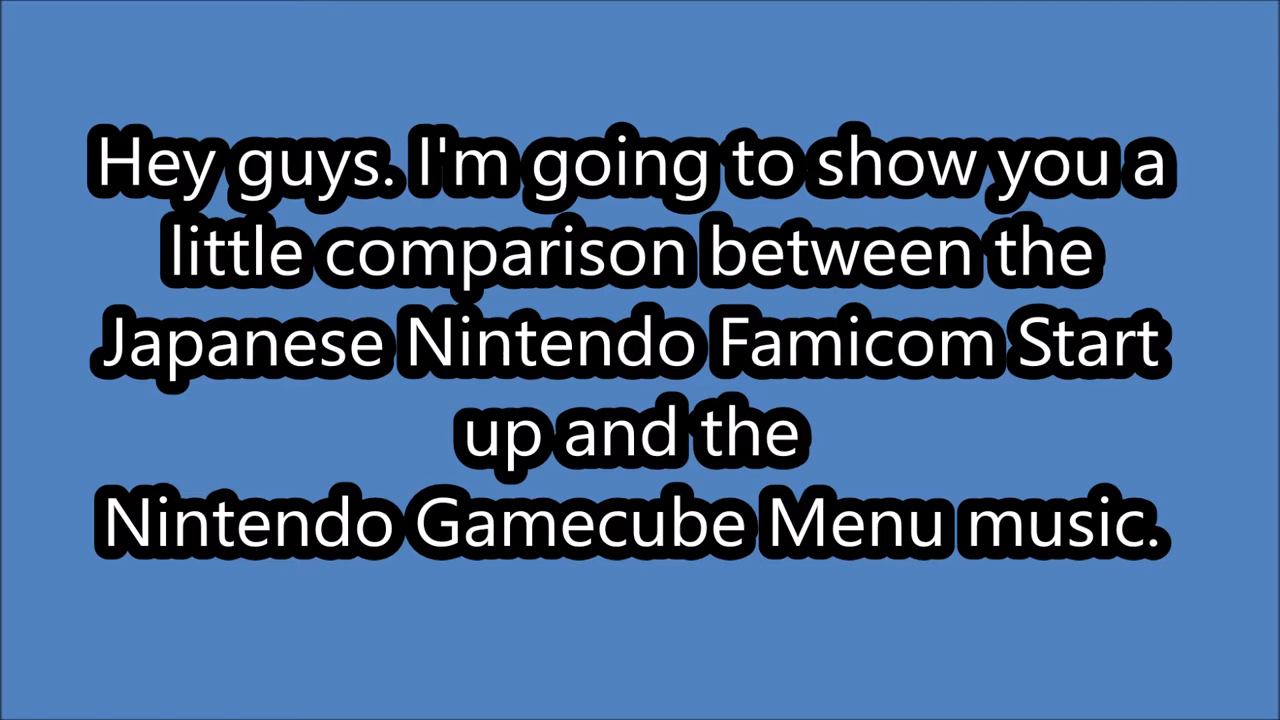 Hey guys. I'm going to show you a
little comparison between the
Japanese Nintendo Famicom Start
up and the
Nintendo Gamecube Menu music.